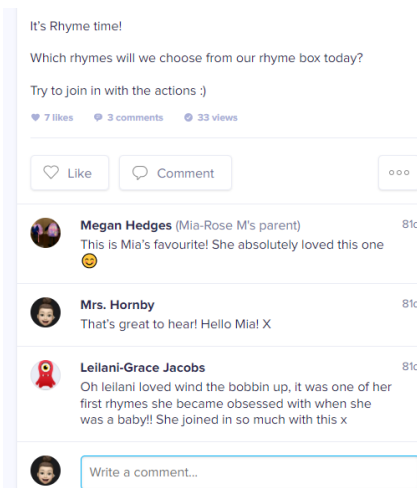 It's Rhyme time!
Which rhymes will we choose from our rhyme box today?
Try to join in with the actions :)
7 likes 3 comments 33 views
Like Comment
Megan Hedges (Mia-Rose M's parent) 81d
This is Mia's favourite! She absolutely loved this one
😊
Mrs. Hornby 81d
That's great to hear! Hello Mia! X
Leilani-Grace Jacobs 81d
Oh leilani loved wind the bobbin up, it was one of her
first rhymes she became obsessed with when she
was a baby!! She joined in so much with this x
Write a comment...